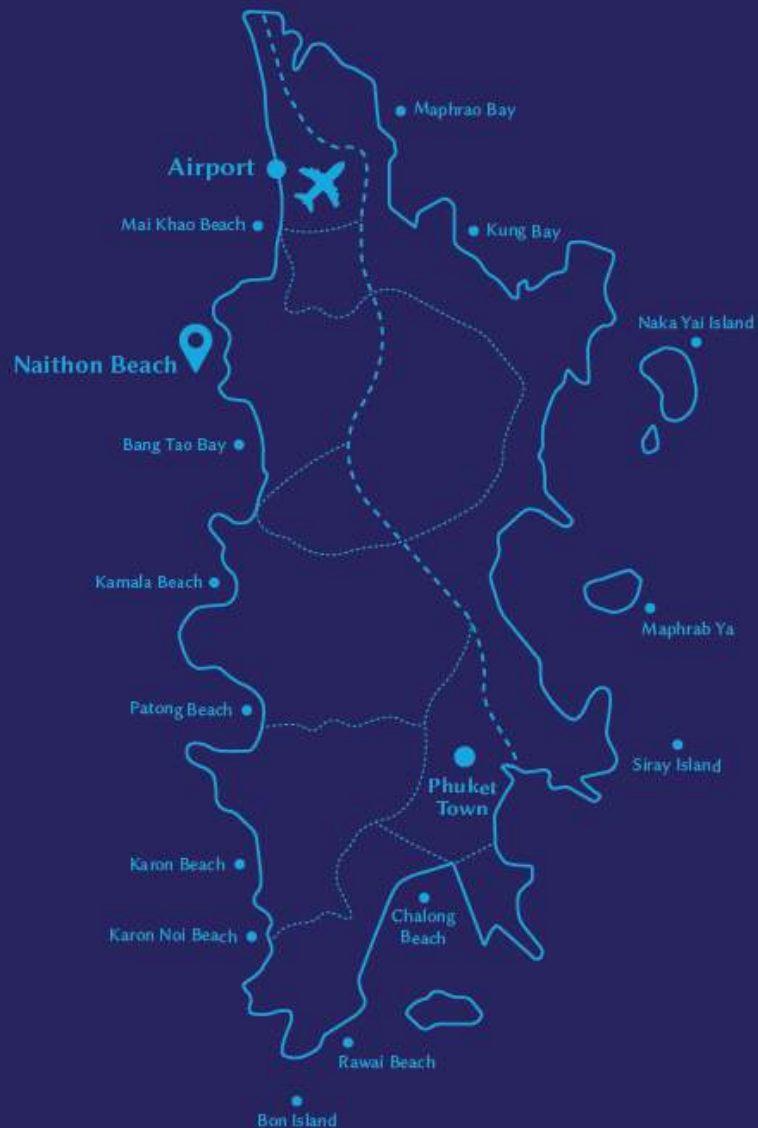 Maphrao Bay
Airport
Mai Khao Beach
Kung Bay
Naka Yai Island
Naithon Beach
Bang Tao Bay
Kamala Beach
Maphrab Ya
Patong Beach
Siray Island
Phuket
Town
Karon Beach
Chalong
Beach
Karon Noi Beach
Rawai Beach
Bon Island